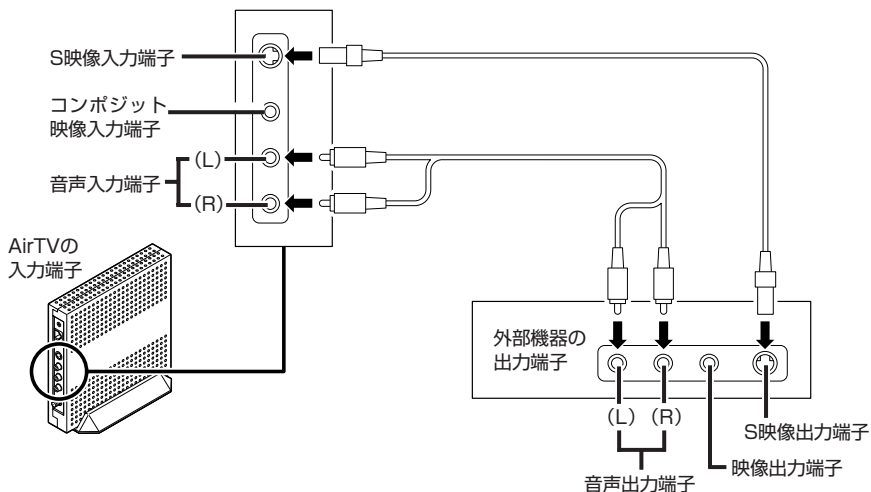 S映像入力端子
コンポジット
映像入力端子
(L)
音声入力端子
(R)
AirTVの
入力端子
外部機器の
出力端子
(L) (R)
S映像出力端子
映像出力端子
音声出力端子